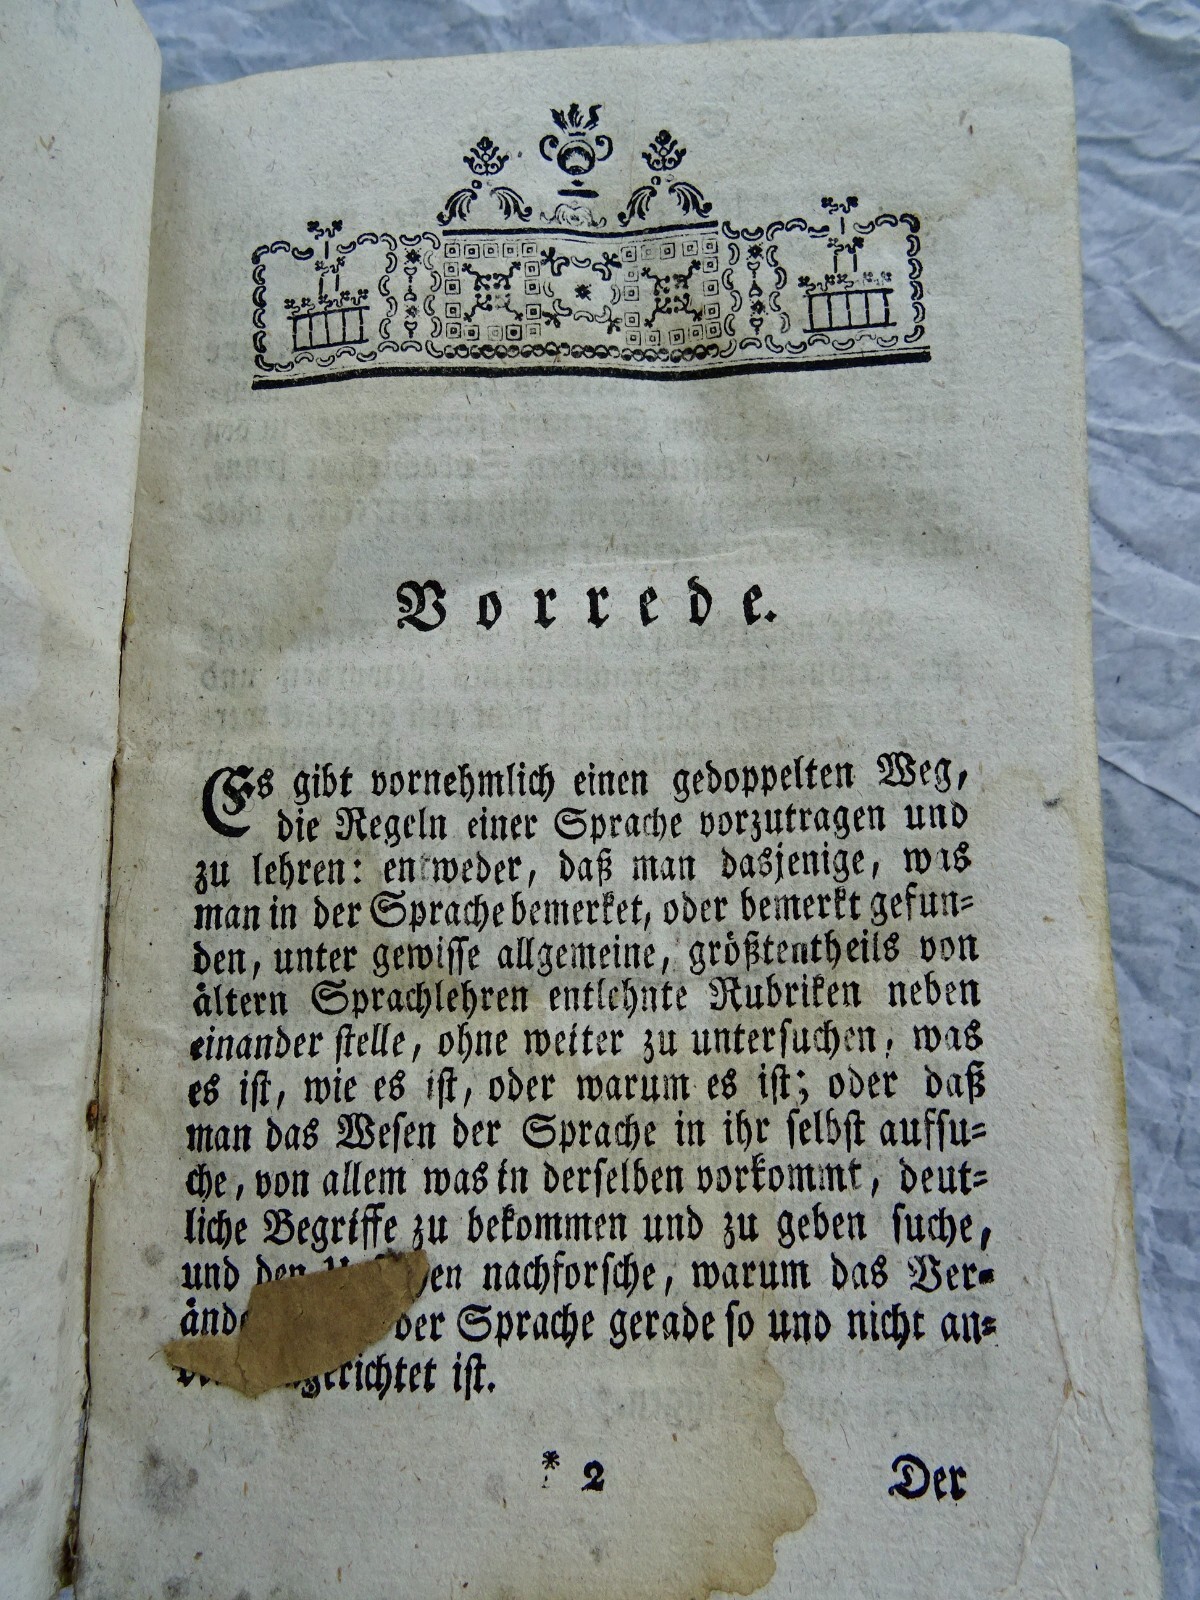 Vorrede.
Es gibt vornehmlich einen gedoppelten Weg,
die Regeln einer Sprache vorzutragen und
zu lehren: entweder, daß man dasjenige, was
man in der Sprache bemerket, oder bemerkt gefun=
den, unter gewisse allgemeine, größtentheils von
ältern Sprachlehren entlehnte Rubriken neben
einander stelle, ohne weiter zu untersuchen, was
es ist, wie es ist, oder warum es ist; oder daß
man das Wesen der Sprache in ihr selbst aufsu=
che, von allem was in derselben vorkommt, deut=
liche Begriffe zu bekommen und zu geben suche,
und den nachforsche, warum das Ver=
der Sprache gerade so und nicht an=
ist.
* 2
Der